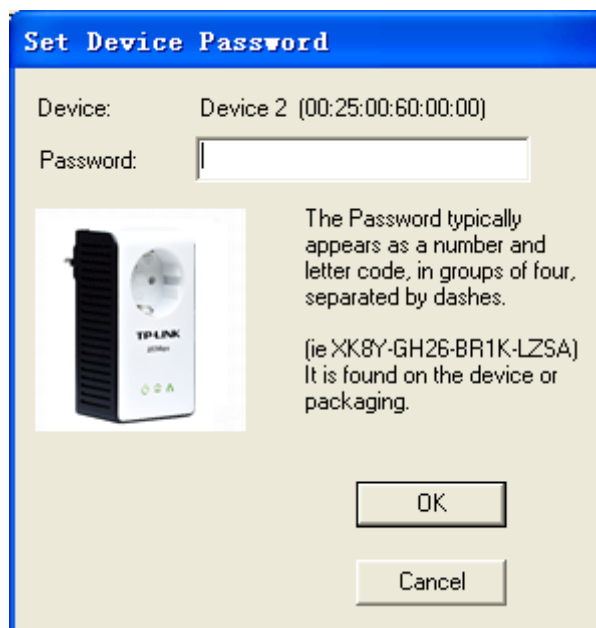 Set Device Password
Device: Device 2 (00:25:00:60:00:00)
Password:
The Password typically
appears as a number and
letter code, in groups of four,
separated by dashes.
(ie XK8Y-GH26-BR1K-LZSA)
It is found on the device or
packaging.
TP-LINK
OK
Cancel